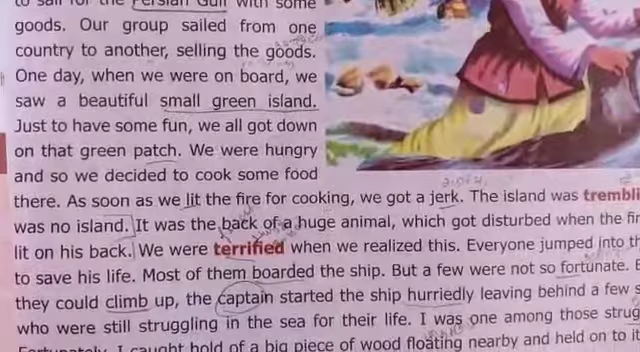 to sail for the Persian Gulf with some
goods. Our group sailed from one
country to another, selling the goods.
One day, when we were on board, we
saw a beautiful small green island.
Just to have some fun, we all got down
on that green patch. We were hungry
and so we decided to cook some food
there. As soon as we lit the fire for cooking, we got a jerk. The island was trembli
was no island. It was the back of a huge animal, which got disturbed when the fir
lit on his back. We were terrified when we realized this. Everyone jumped into th
to save his life. Most of them boarded the ship. But a few were not so fortunate.
they could climb up, the captain started the ship hurriedly leaving behind a few s
who were still struggling in the sea for their life. I was one among those strug
Fortunately, I caught hold of a big piece of wood floating nearby and held on to it